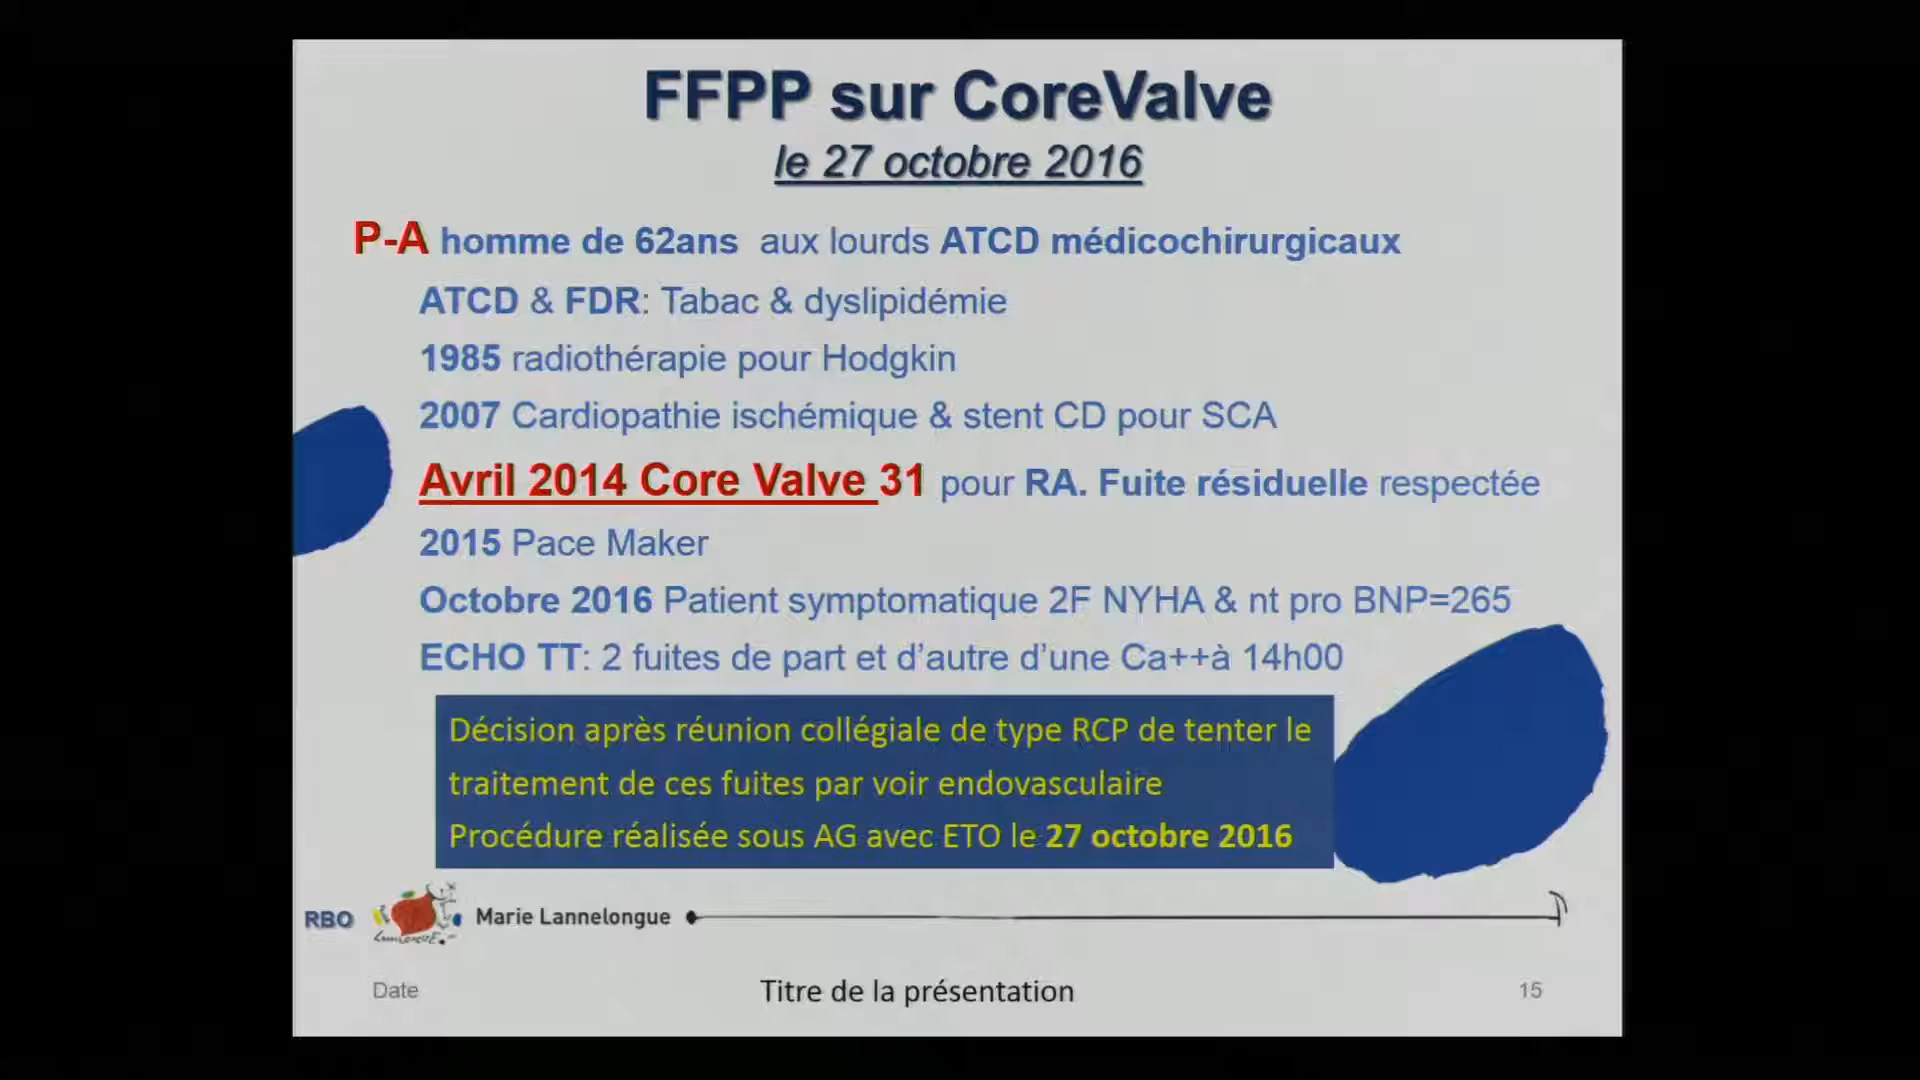 FFPP sur CoreValve
le 27 octobre 2016
P-A homme de 62ans aux lourds ATCD médicochirurgicaux
ATCD & FDR: Tabac & dyslipidémie
1985 radiothérapie pour Hodgkin
2007 Cardiopathie ischémique & stent CD pour SCA
Avril 2014 Core Valve 31 pour RA. Fuite résiduelle respectée
2015 Pace Maker
Octobre 2016 Patient symptomatique 2F NYHA & nt pro BNP=265
ECHO TT: 2 fuites de part et d'autre d'une Ca++à 14h00
Décision après réunion collégiale de type RCP de tenter le
traitement de ces fuites par voir endovasculaire
Procédure réalisée sous AG avec ETO le 27 octobre 2016
RBO Marie Lannelongue
Date Titre de la présentation 15